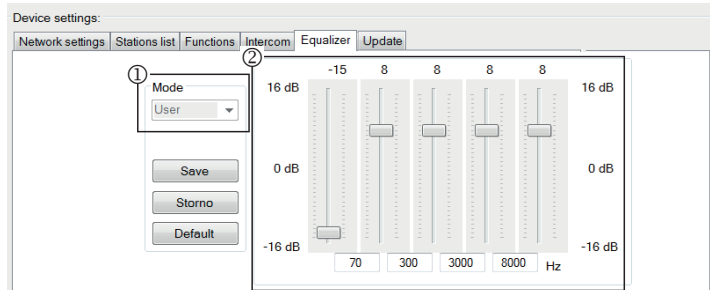 Device settings:
Network settings Stations list Functions Intercom Equalizer Update
① ②
-15 8 8 8 8
Mode 16 dB 16 dB
User
Save 0 dB 0 dB
Storno
Default
-16 dB -16 dB
70 300 3000 8000 Hz